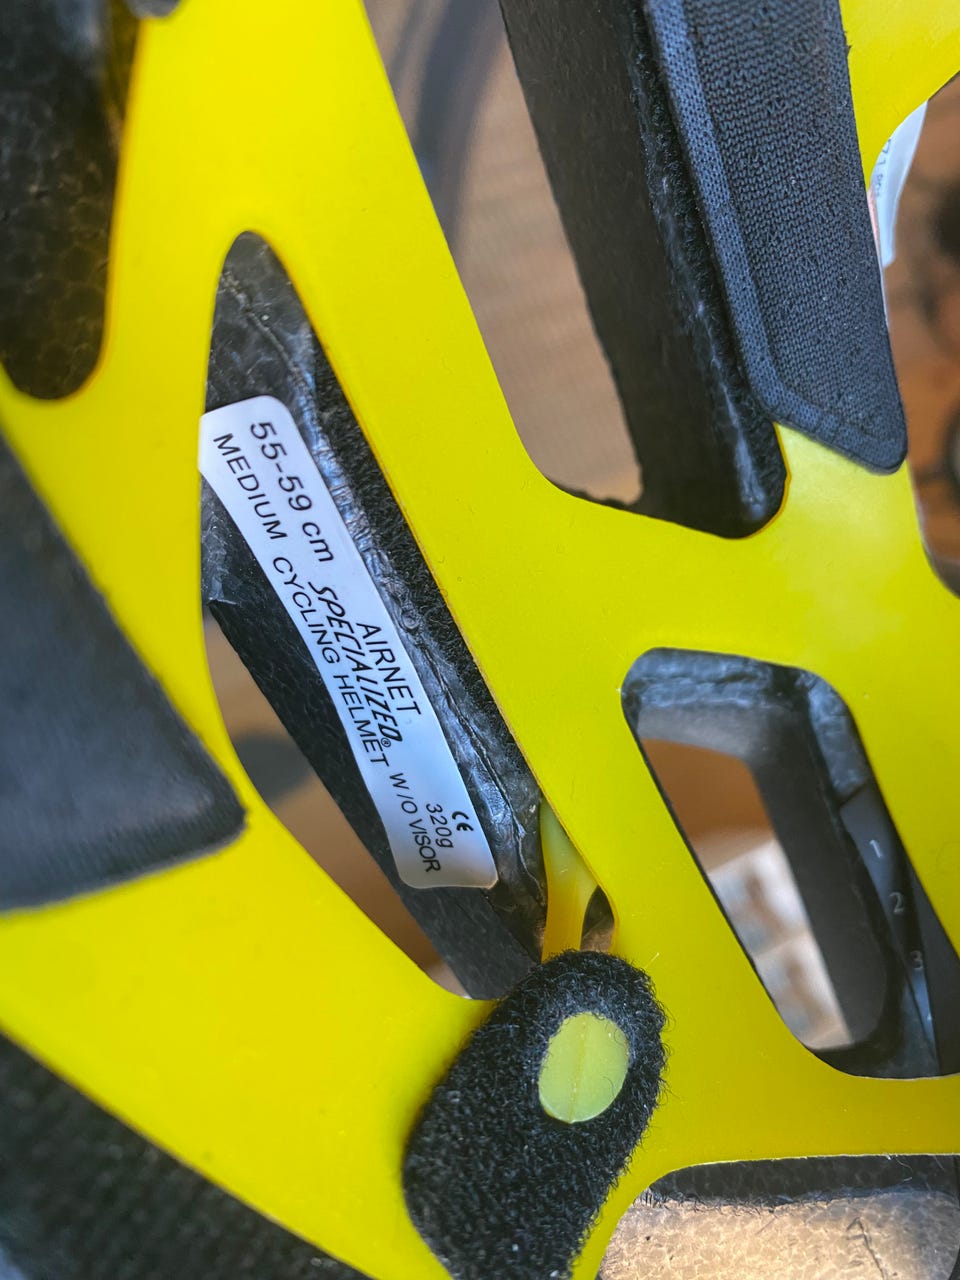 55-59 cm
MEDIUM CYCLING HELMET
AIRNET
SPECIALIZED®
CE
320g
W/O VISOR
1
2
3